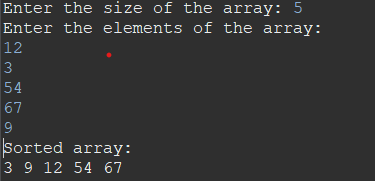 Enter the size of the array: 5
Enter the elements of the array:
12
3
54
67
9
Sorted array:
3 9 12 54 67